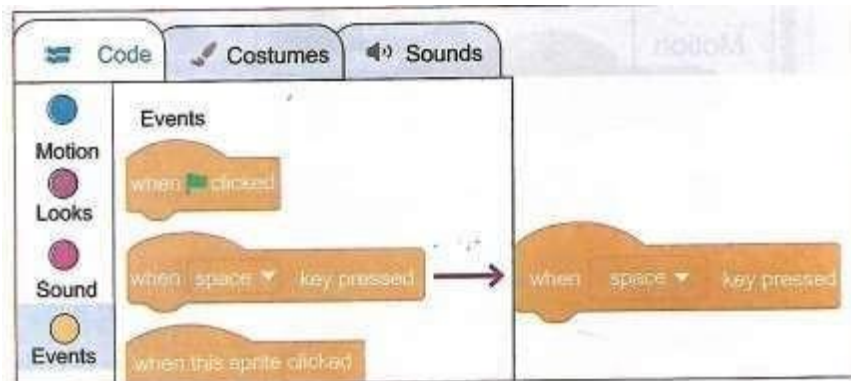 Code Costumes Sounds
Motion
Looks
Sound
Events
Events
when clicked
when space key pressed
when this sprite clicked
when space key pressed
Motion